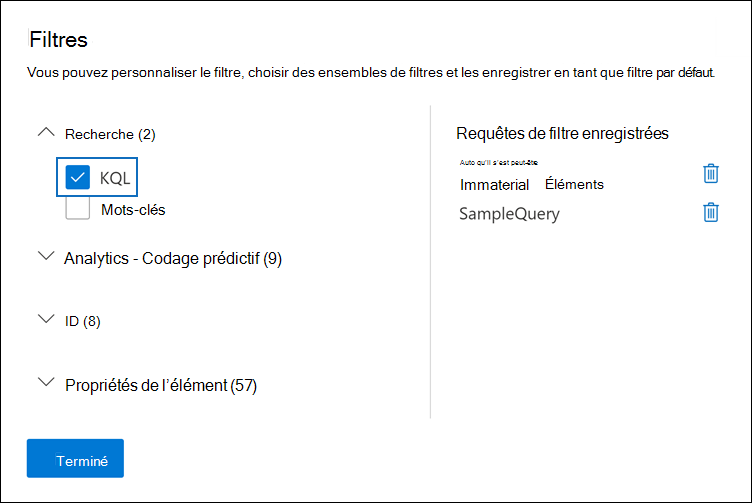 Filtres
Vous pouvez personnaliser le filtre, choisir des ensembles de filtres et les enregistrer en tant que filtre par défaut.
Recherche (2)
KQL
Mots-clés
Analytics - Codage prédictif (9)
ID (8)
Propriétés de l’élément (57)
Requêtes de filtre enregistrées
Auto qu’il s’est peut-être
Immaterial Éléments
SampleQuery
Terminé